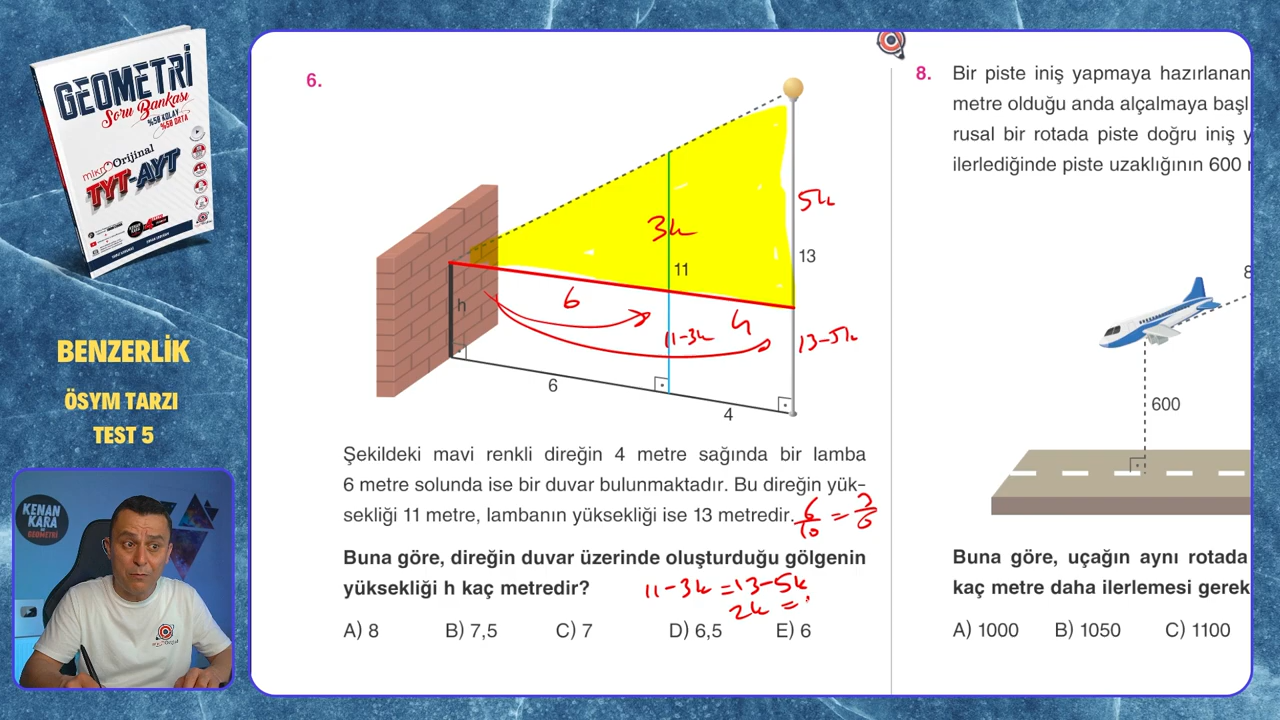 GEOMETRİ
Soru Bankası
%50 KOLAY
%50 ORTA
mikro Orijinal
TYT-AYT
BENZERLİK
ÖSYM TARZI
TEST 5
KENAN
KARA
GEOMETRİ
6.
3k
5k
11
13
6
4
h
11-3k
13-5k
6
4
Şekildeki mavi renkli direğin 4 metre sağında bir lamba
6 metre solunda ise bir duvar bulunmaktadır. Bu direğin yük-
sekliği 11 metre, lambanın yüksekliği ise 13 metredir.
6/10 = 3/5
Buna göre, direğin duvar üzerinde oluşturduğu gölgenin
yüksekliği h kaç metredir?
11-3k = 13-5k
2k =
A) 8 B) 7,5 C) 7 D) 6,5 E) 6
8. Bir piste iniş yapmaya hazırlanan
metre olduğu anda alçalmaya başl
rusal bir rotada piste doğru iniş y
ilerlediğinde piste uzaklığının 600
8
600
Buna göre, uçağın aynı rotada
kaç metre daha ilerlemesi gerek
A) 1000 B) 1050 C) 1100